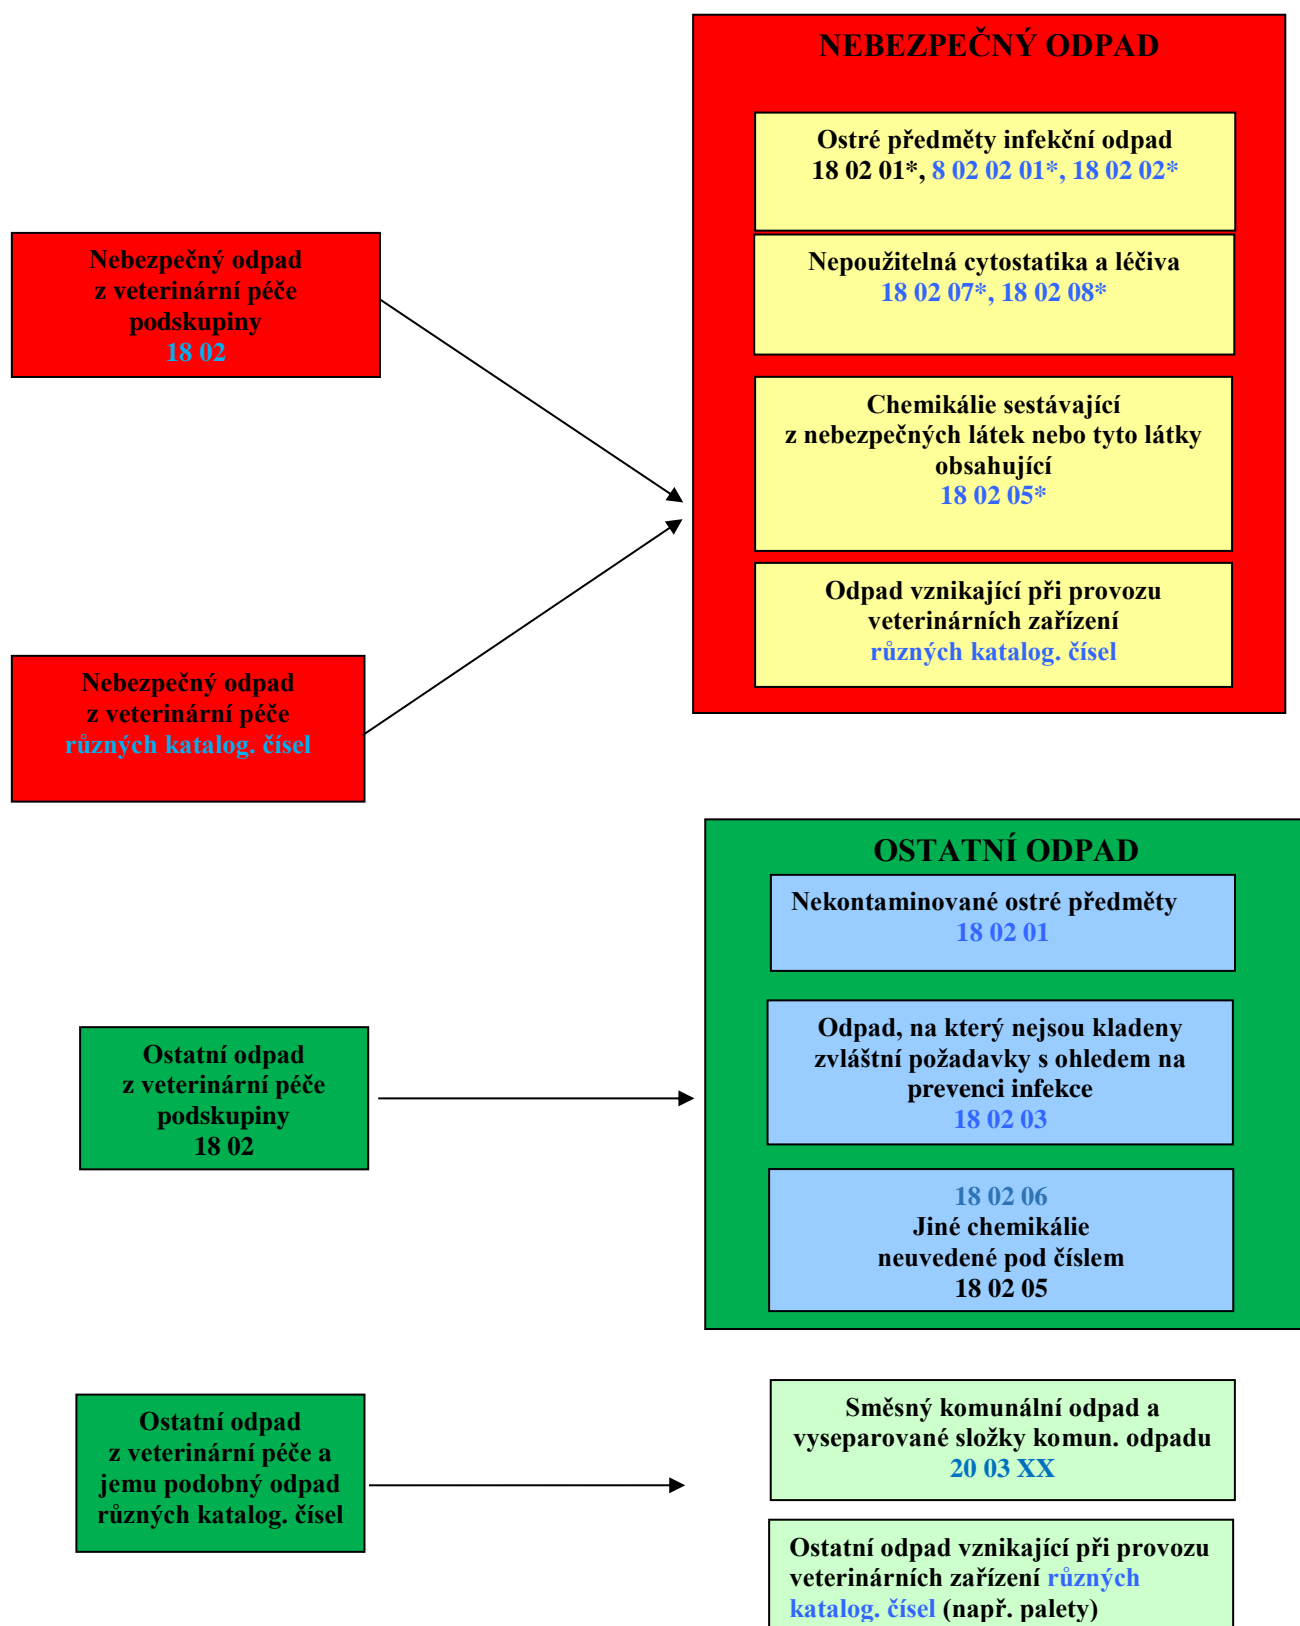 NEBEZPEČNÝ ODPAD
Ostré předměty infekční odpad
18 02 01*, 8 02 02 01*, 18 02 02*
Nepoužitelná cytostatika a léčiva
18 02 07*, 18 02 08*
Chemikálie sestávající
z nebezpečných látek nebo tyto látky
obsahující
18 02 05*
Odpad vznikající při provozu
veterinárních zařízení
různých katalog. čísel
Nebezpečný odpad
z veterinární péče
podskupiny
18 02
Nebezpečný odpad
z veterinární péče
různých katalog. čísel
OSTATNÍ ODPAD
Nekontaminované ostré předměty
18 02 01
Odpad, na který nejsou kladeny
zvláštní požadavky s ohledem na
prevenci infekce
18 02 03
18 02 06
Jiné chemikálie
neuvedené pod číslem
18 02 05
Ostatní odpad
z veterinární péče
podskupiny
18 02
Ostatní odpad
z veterinární péče a
jemu podobný odpad
různých katalog. čísel
Směsný komunální odpad a
vyseparované složky komun. odpadu
20 03 XX
Ostatní odpad vznikající při provozu
veterinárních zařízení různých
katalog. čísel (např. palety)